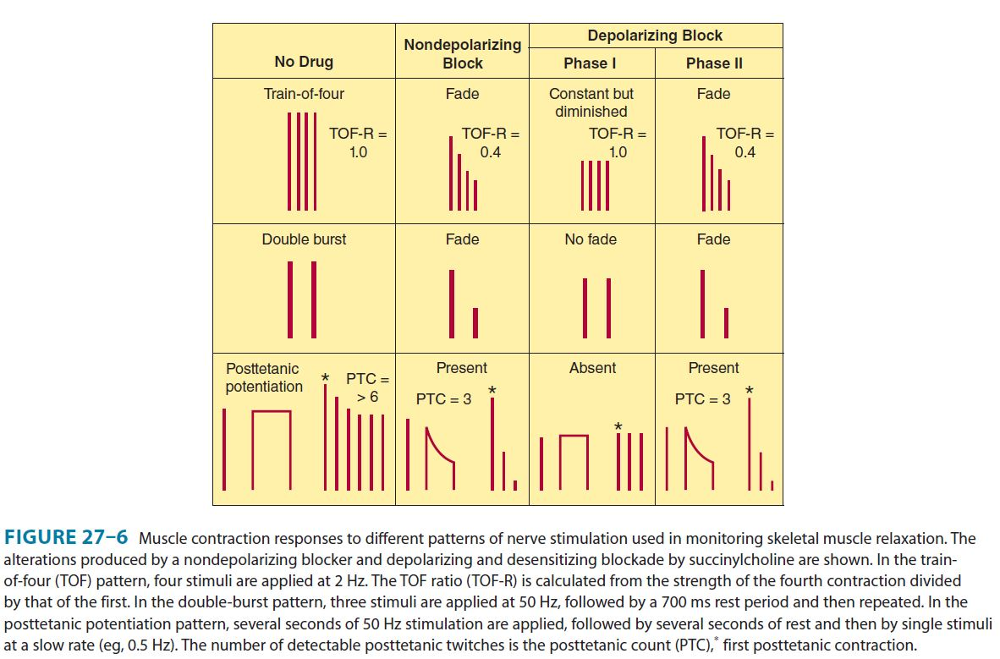 No Drug
Nondepolarizing
Block
Depolarizing Block
Phase I
Phase II
Train-of-four
TOF-R =
1.0
Fade
TOF-R =
0.4
Constant but
diminished
TOF-R =
1.0
Fade
TOF-R =
0.4
Double burst
Fade
No fade
Fade
Posttetanic
potentiation
* PTC =
> 6
Present
PTC = 3 *
Absent
*
Present
PTC = 3 *
FIGURE 27–6 Muscle contraction responses to different patterns of nerve stimulation used in monitoring skeletal muscle relaxation. The
alterations produced by a nondepolarizing blocker and depolarizing and desensitizing blockade by succinylcholine are shown. In the train-
of-four (TOF) pattern, four stimuli are applied at 2 Hz. The TOF ratio (TOF-R) is calculated from the strength of the fourth contraction divided
by that of the first. In the double-burst pattern, three stimuli are applied at 50 Hz, followed by a 700 ms rest period and then repeated. In the
posttetanic potentiation pattern, several seconds of 50 Hz stimulation are applied, followed by several seconds of rest and then by single stimuli
at a slow rate (eg, 0.5 Hz). The number of detectable posttetanic twitches is the posttetanic count (PTC),* first posttetanic contraction.